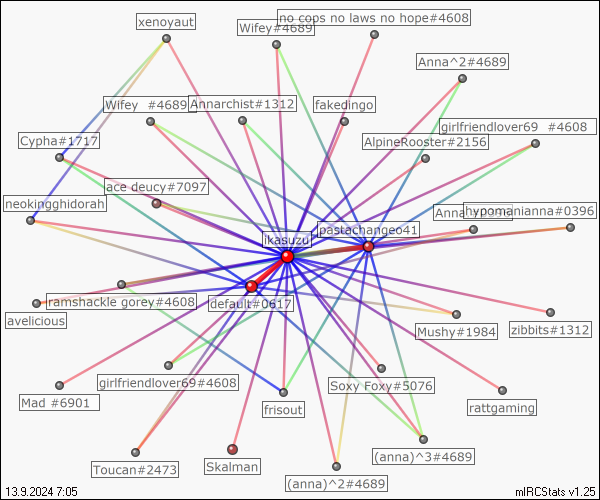 no cops no laws no hope#4608
xenoyaut
Wifey#4689
Anna^2#4689
Wifey #4689
Annarchist#1312
fakedingo
girlfriendlover69 #4608
Cypha#1717
AlpineRooster#2156
ace deucy#7097
neokingghidorah
hypomanianna#0396
pastachangeo41
ikasuzu
ramshackle gorey#4608
default#0617
avelicious
Mushy#1984
zibbits#1312
girlfriendlover69#4608
Soxy Foxy#5076
Mad #6901
frisout
rattgaming
(anna)^3#4689
Toucan#2473
Skalman
(anna)^2#4689
13.9.2024 7:05
mIRCStats v1.25